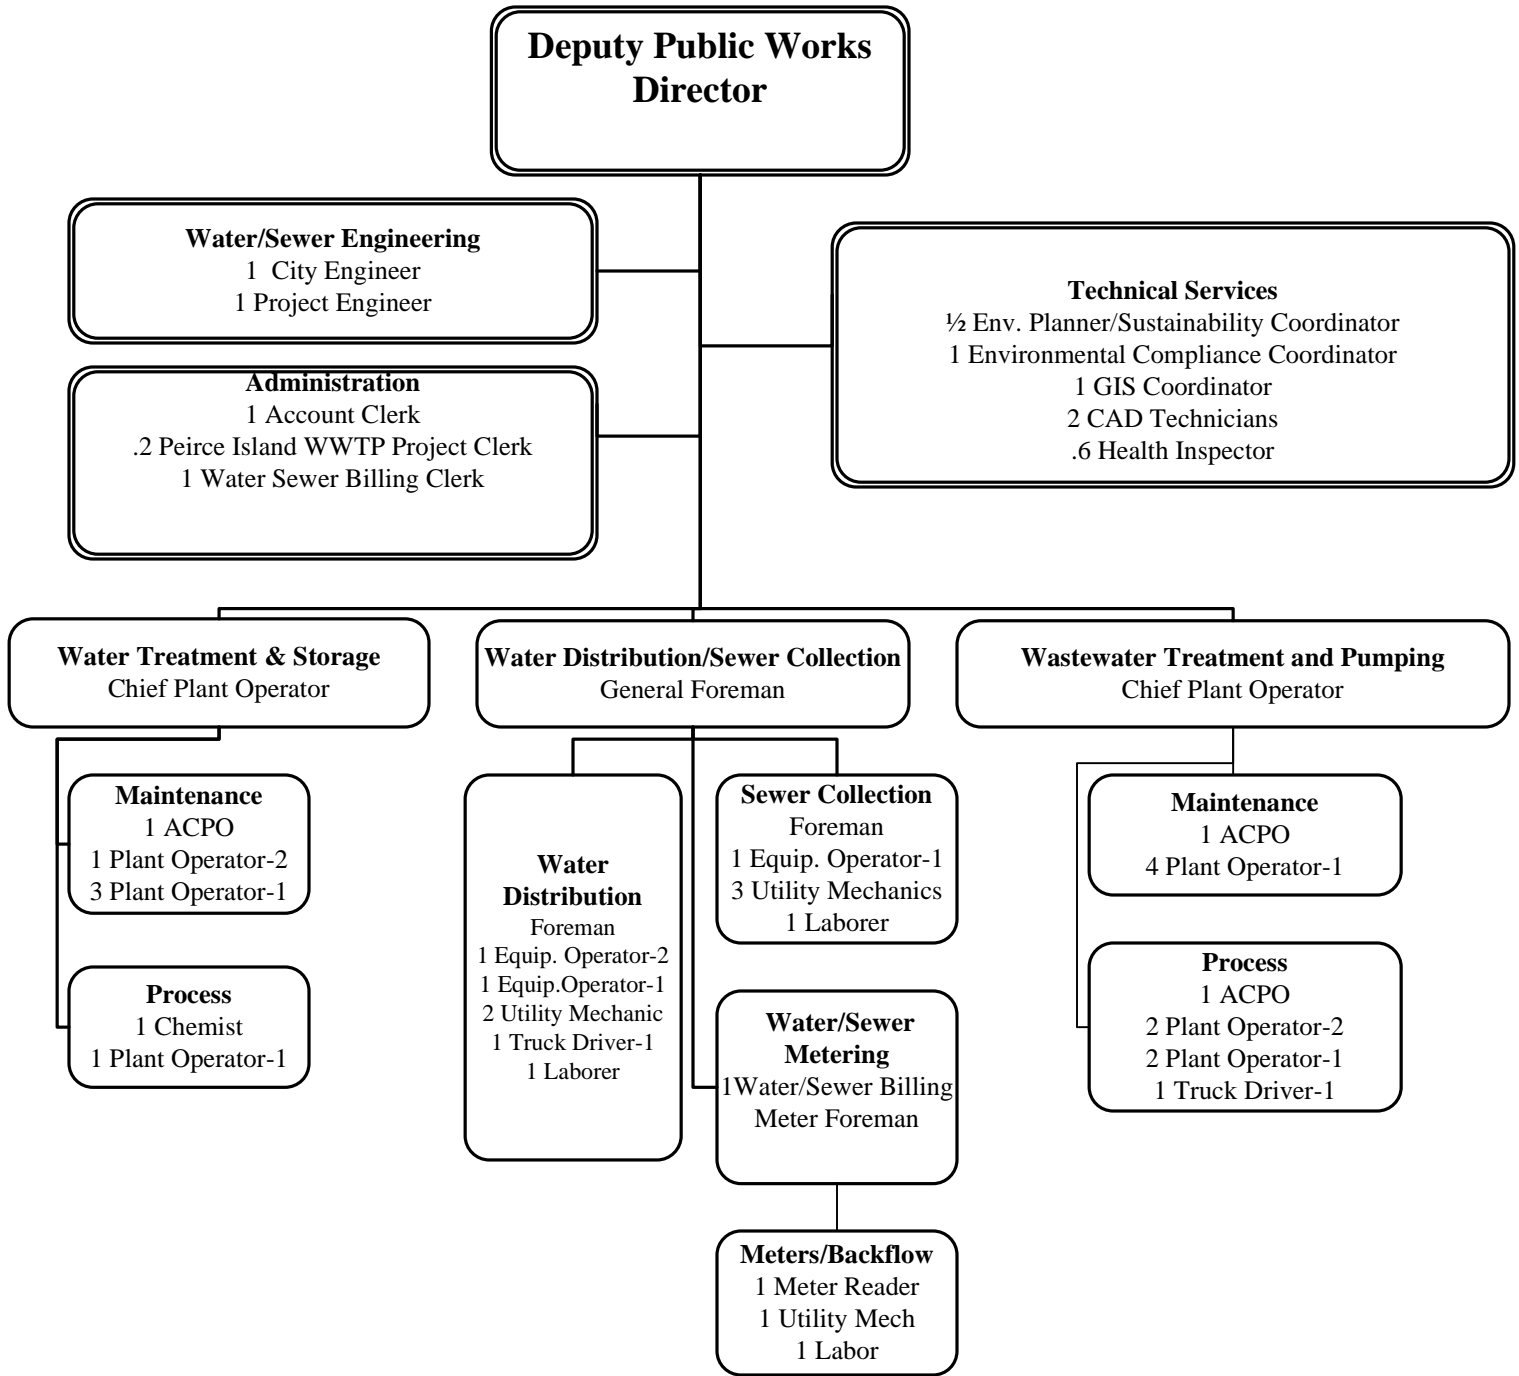 Deputy Public Works
Director
Water/Sewer Engineering
1 City Engineer
1 Project Engineer
Technical Services
½ Env. Planner/Sustainability Coordinator
1 Environmental Compliance Coordinator
1 GIS Coordinator
2 CAD Technicians
.6 Health Inspector
Administration
1 Account Clerk
.2 Peirce Island WWTP Project Clerk
1 Water Sewer Billing Clerk
Water Treatment & Storage
Chief Plant Operator
Water Distribution/Sewer Collection
General Foreman
Wastewater Treatment and Pumping
Chief Plant Operator
Maintenance
1 ACPO
1 Plant Operator-2
3 Plant Operator-1
Process
1 Chemist
1 Plant Operator-1
Water
Distribution
Foreman
1 Equip. Operator-2
1 Equip.Operator-1
2 Utility Mechanic
1 Truck Driver-1
1 Laborer
Sewer Collection
Foreman
1 Equip. Operator-1
3 Utility Mechanics
1 Laborer
Water/Sewer
Metering
1Water/Sewer Billing
Meter Foreman
Meters/Backflow
1 Meter Reader
1 Utility Mech
1 Labor
Maintenance
1 ACPO
4 Plant Operator-1
Process
1 ACPO
2 Plant Operator-2
2 Plant Operator-1
1 Truck Driver-1